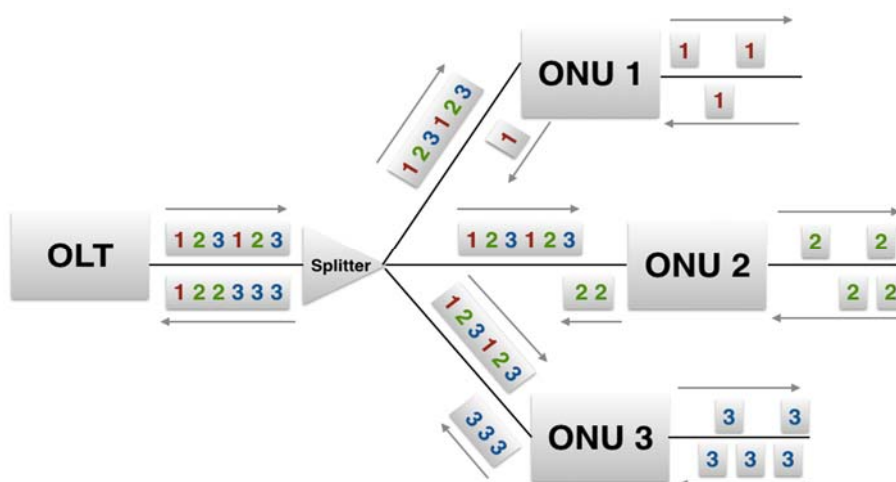 ONU 1
1 1
1
1 2 3 1 2 3
1
OLT
1 2 3 1 2 3
Splitter
1 2 2 3 3 3
1 2 3 1 2 3
2 2
ONU 2
2 2
2 2
1 2 3 1 2 3
3 3 3
ONU 3
3 3
3 3 3